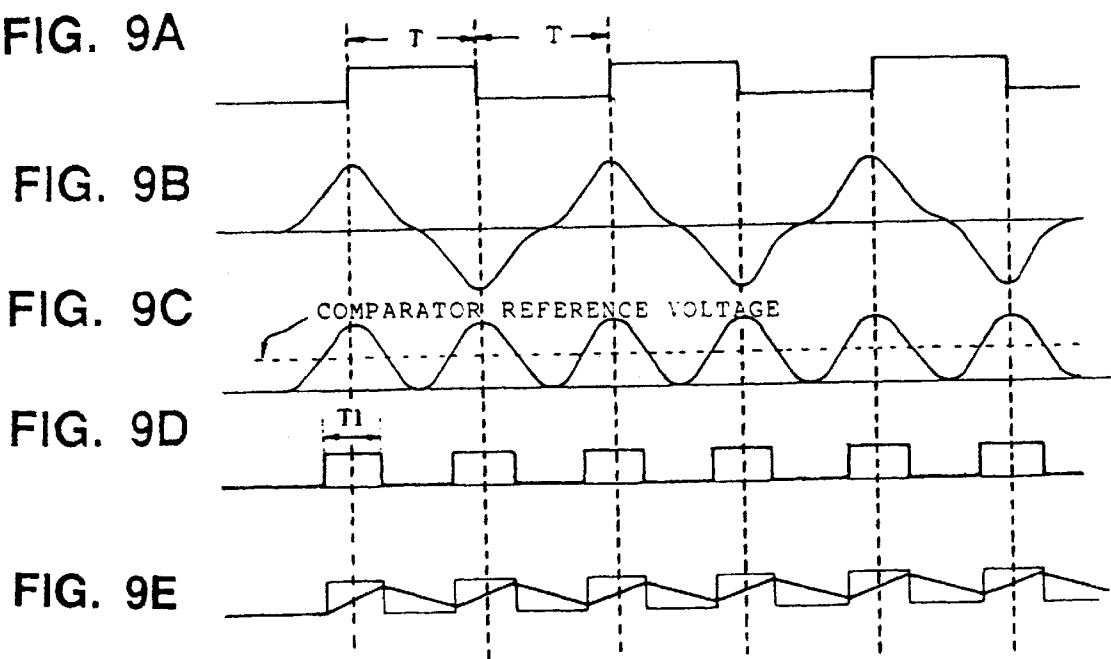 FIG. 9A
T T
FIG. 9B
FIG. 9C
COMPARATOR REFERENCE VOLTAGE
FIG. 9D
T1
FIG. 9E